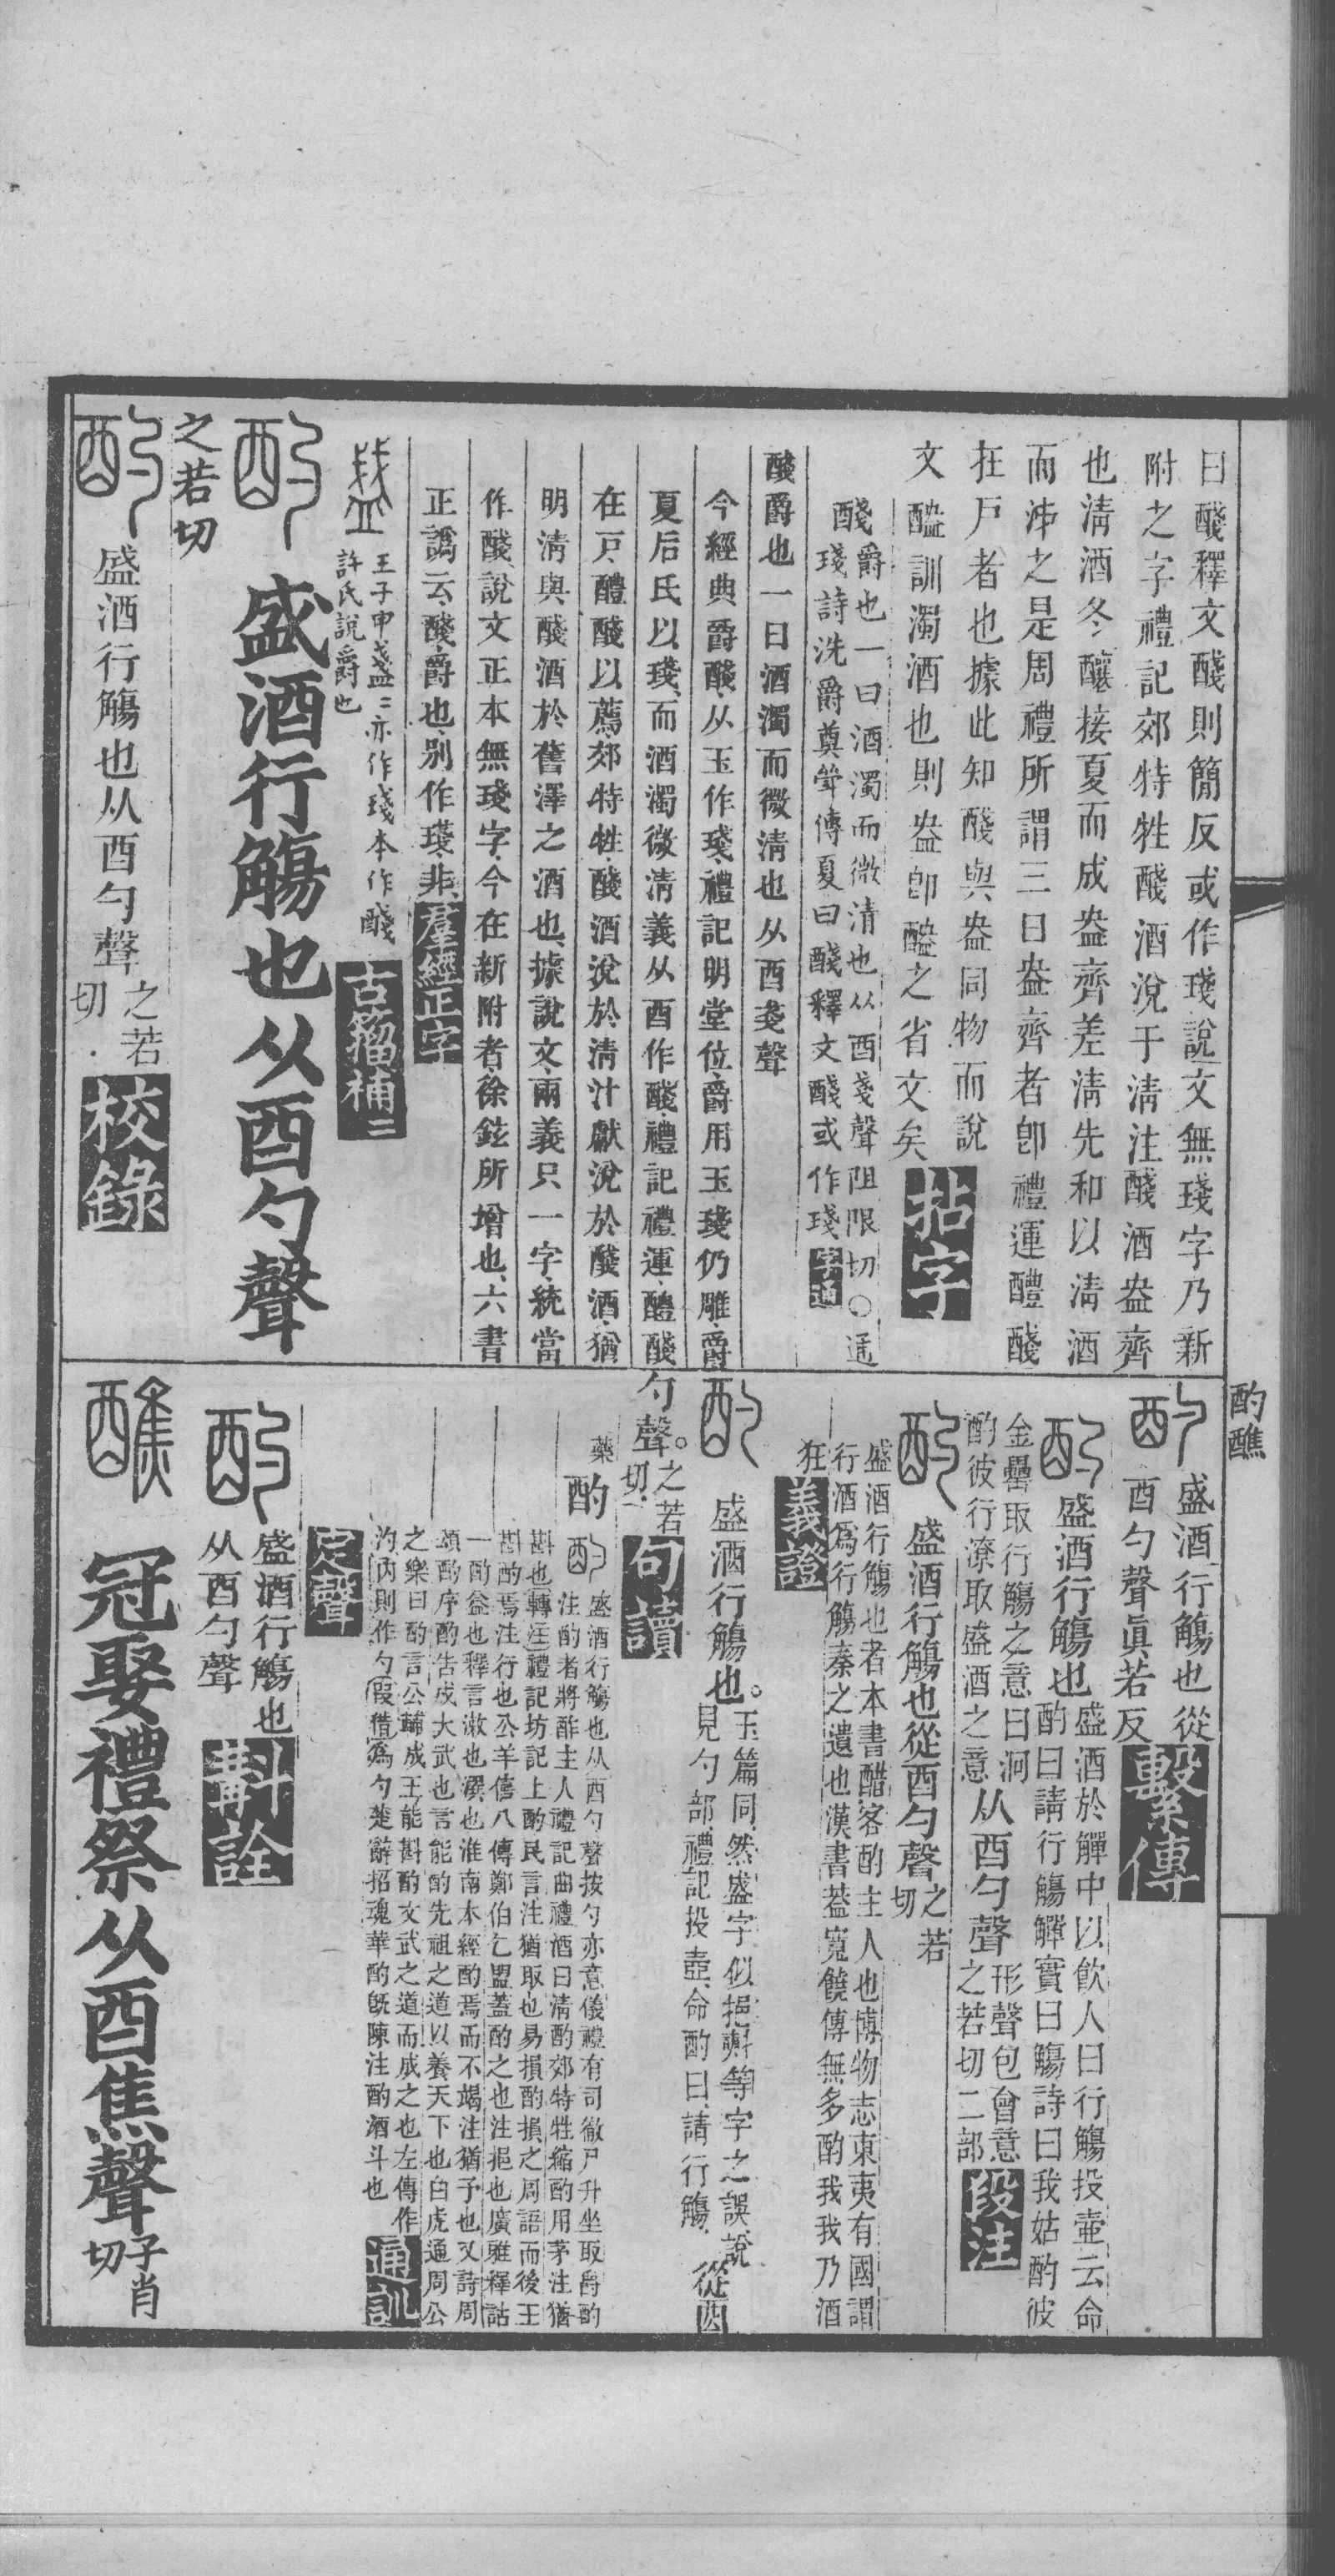 酌醮
曰醆釋文醆則簡反或作琖說文無琖字乃新
附之字禮記郊特牲醆酒涗于清注醆酒盎齊
也清酒冬釀接夏而成盎齊差清先和以清酒
而泲之是周禮所謂三曰盎齊者卽禮運醴醆
在戶者也據此知醆與盎同物而說
文醠訓濁酒也則盎卽醠之省文矣拈字
醆爵也一曰酒濁而微清也从酉戔聲阻限切○通
琖詩洗爵奠斝傳夏曰醆釋文醆或作琖字通
醆爵也一曰酒濁而微清也从酉戔聲
今經典爵醆从玉作琖禮記明堂位爵用玉琖仍雕爵
夏后氏以琖而酒濁微清義从酉作醆禮記禮運醴醆
在戸醴醆以薦郊特牲醆酒涗於清汁獻涗於醆酒猶
明清與醆酒於舊澤之酒也據說文兩義只一字統當
作醆說文正本無琖字今在新附者徐鉉所增也六書
正譌云醆爵也別作琖非羣經正字
王子申盞盞亦作琖本作醆
許氏說爵也古籀補二
酌盛酒行觴也从酉勺聲
之若切
酌盛酒行觴也从酉勺聲之若切校錄
酌盛酒行觴也從
酉勺聲眞若反繫傳
酌盛酒行觴也盛酒於觶中以飮人曰行觴投壷云命
酌曰請行觴觶實曰觴詩曰我姑酌彼
金罍取行觴之意曰泂
酌彼行潦取盛酒之意从酉勺聲形聲包會意
之若切二部段注
酌盛酒行觴也從酉勺聲之若切
盛酒行觴也者本書醋客酌主人也博物志東夷有國謂
行酒爲行觴秦之遺也漢書葢寬饒傳無多酌我我乃酒
狂義證
酌盛酒行觴也。玉篇同然盛字似挹㪺等字之誤說
見勺部禮記投壺命酌曰請行觴從酉
勺聲。之若切句讀
藥
酌酌盛酒行觴也从酉勺聲按勺亦意儀禮有司徹尸升坐取爵酌
注酌者將酢主人禮記曲禮酒曰清酌郊特牲縮酌用茅注猶
斟也轉注禮記坊記上酌民言注猶取也易損酌損之周語而後王
斟酌焉注行也公羊僖八傳鄭伯乞盟蓋酌之也注挹也廣雅釋詁
一酌益也釋言漱也㵸也淮南本經酌焉而不竭注猶予也又詩周
頌酌序酌告成大武也言能酌先祖之道以養天下也白虎通周公
之樂曰酌言公輔成王能斟酌文武之道而成之也左傳作
汋內則作勺叚借爲勺楚辭招魂華酌旣陳注酌酒斗也通訓
定聲
酌盛酒行觴也
从酉勺聲斠詮
醮冠娶禮祭从酉焦聲子肖切